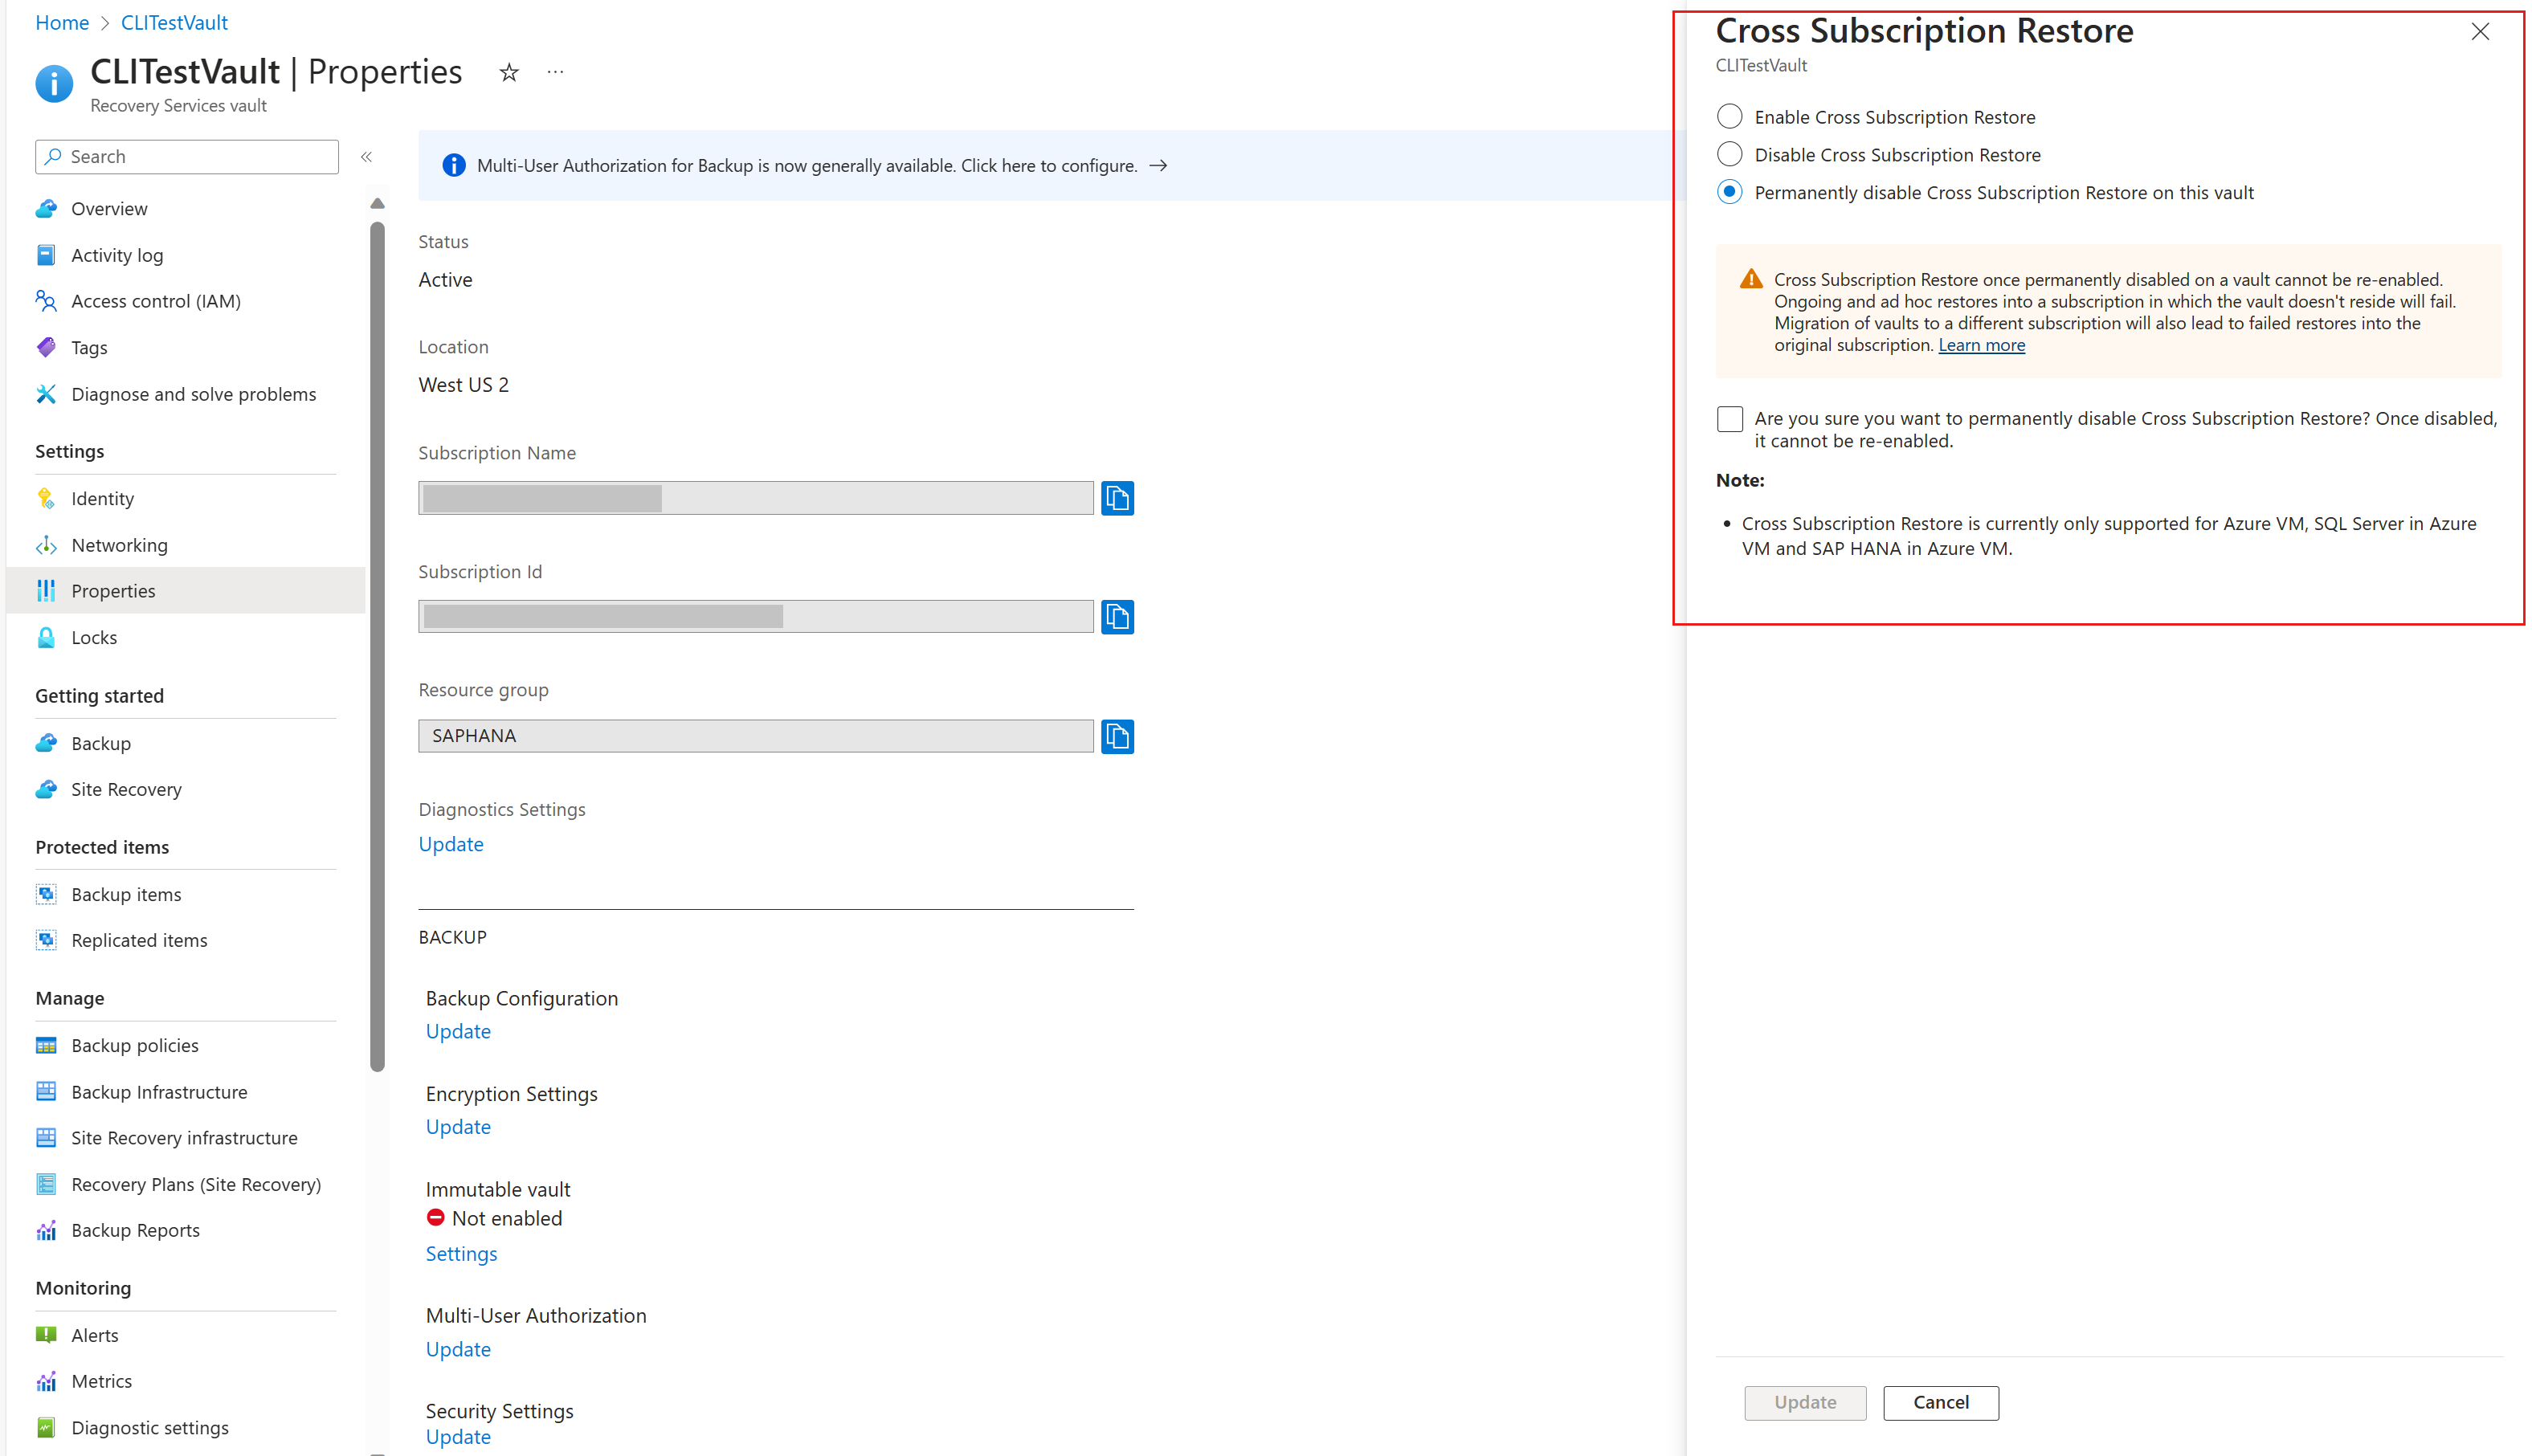 Home > CLITestVault
CLITestVault | Properties
Recovery Services vault
Search
Overview
Activity log
Access control (IAM)
Tags
Diagnose and solve problems
Settings
Identity
Networking
Properties
Locks
Getting started
Backup
Site Recovery
Protected items
Backup items
Replicated items
Manage
Backup policies
Backup Infrastructure
Site Recovery infrastructure
Recovery Plans (Site Recovery)
Backup Reports
Monitoring
Alerts
Metrics
Diagnostic settings
Multi-User Authorization for Backup is now generally available. Click here to configure. →
Status
Active
Location
West US 2
Subscription Name
Subscription Id
Resource group
SAPHANA
Diagnostics Settings
Update
BACKUP
Backup Configuration
Update
Encryption Settings
Update
Immutable vault
Not enabled
Settings
Multi-User Authorization
Update
Security Settings
Update
Cross Subscription Restore
CLITestVault
Enable Cross Subscription Restore
Disable Cross Subscription Restore
Permanently disable Cross Subscription Restore on this vault
Cross Subscription Restore once permanently disabled on a vault cannot be re-enabled.
Ongoing and ad hoc restores into a subscription in which the vault doesn't reside will fail.
Migration of vaults to a different subscription will also lead to failed restores into the
original subscription. Learn more
Are you sure you want to permanently disable Cross Subscription Restore? Once disabled,
it cannot be re-enabled.
Note:
• Cross Subscription Restore is currently only supported for Azure VM, SQL Server in Azure
VM and SAP HANA in Azure VM.
Update
Cancel